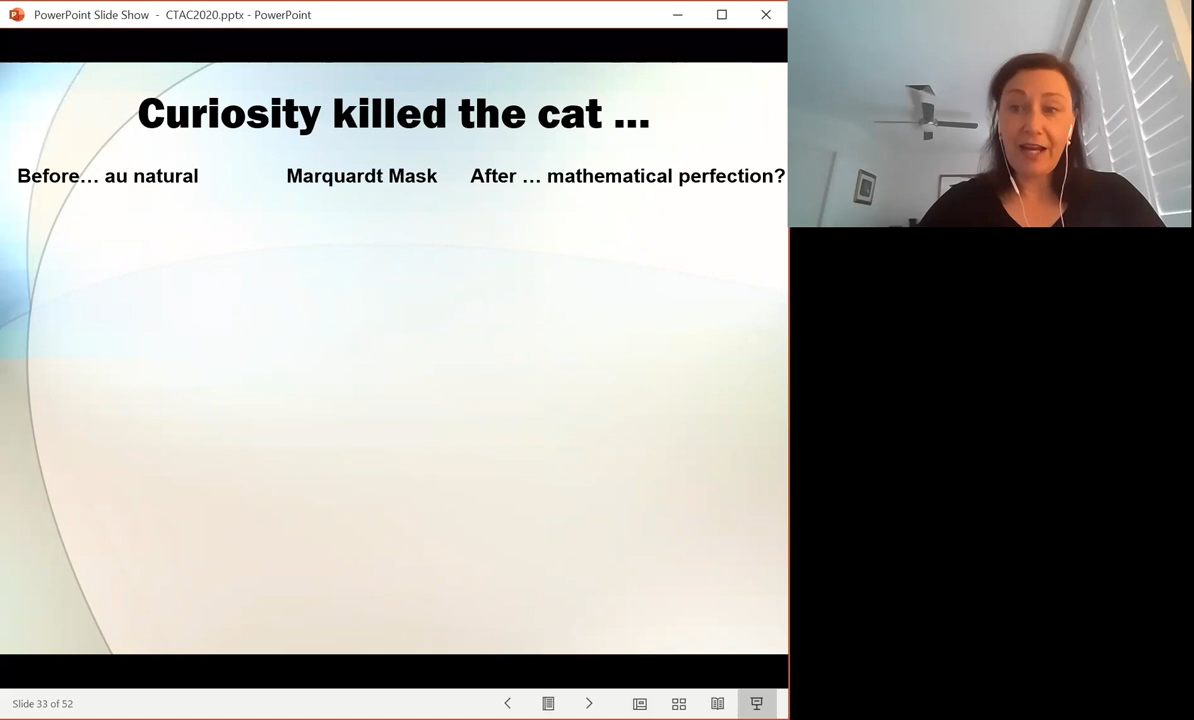 PowerPoint Slide Show - CTAC2020.pptx - PowerPoint
Curiosity killed the cat ...
Before… au natural
Marquardt Mask
After … mathematical perfection?
Slide 33 of 52